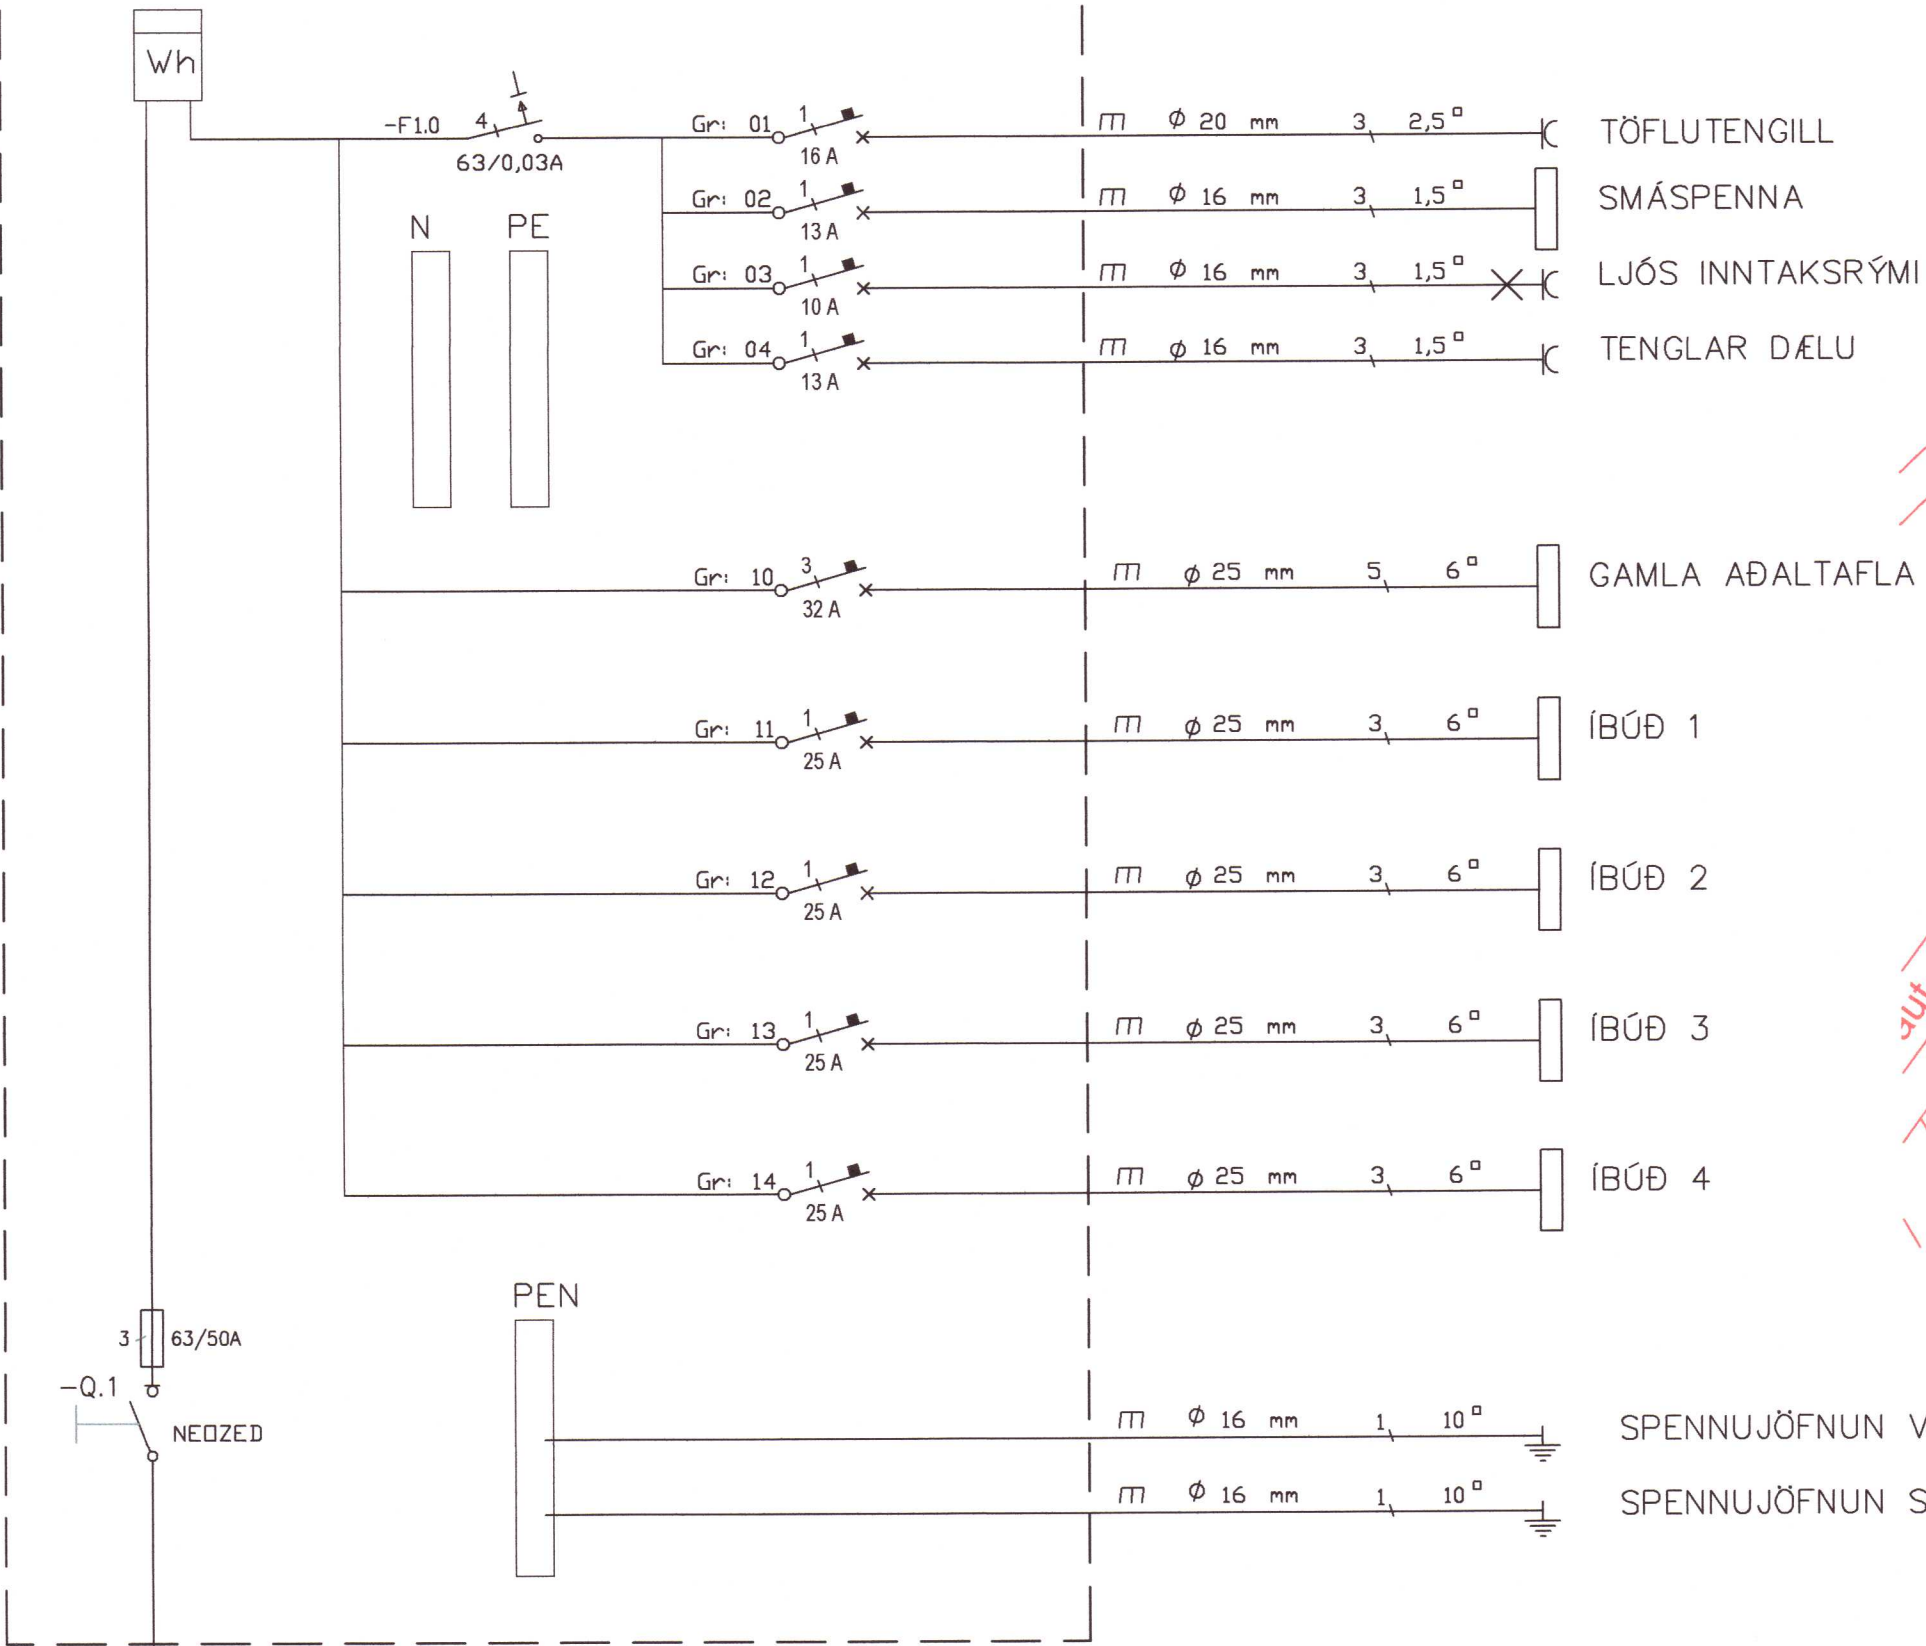 Wh
-F1.0 4 63/0,03A
Gr: 01 1 16 A m ϕ 20 mm 3 2,5▫ TÖFLUTENGILL
Gr: 02 1 13 A m ϕ 16 mm 3 1,5▫ SMÁSPENNA
N PE
Gr: 03 1 10 A m ϕ 16 mm 3 1,5▫ LJÓS INNTAKSRÝMI
Gr: 04 1 13 A m ϕ 16 mm 3 1,5▫ TENGLAR DÆLU
Gr: 10 3 32 A m ϕ 25 mm 5 6▫ GAMLA AÐALTAFLA
Gr: 11 1 25 A m ϕ 25 mm 3 6▫ ÍBÚÐ 1
Gr: 12 1 25 A m ϕ 25 mm 3 6▫ ÍBÚÐ 2
Gr: 13 1 25 A m ϕ 25 mm 3 6▫ ÍBÚÐ 3
Gr: 14 1 25 A m ϕ 25 mm 3 6▫ ÍBÚÐ 4
PEN
3 63/50A
-Q.1
NEOZED
m ϕ 16 mm 1 10▫ SPENNUJÖFNUN V
m ϕ 16 mm 1 10▫ SPENNUJÖFNUN S